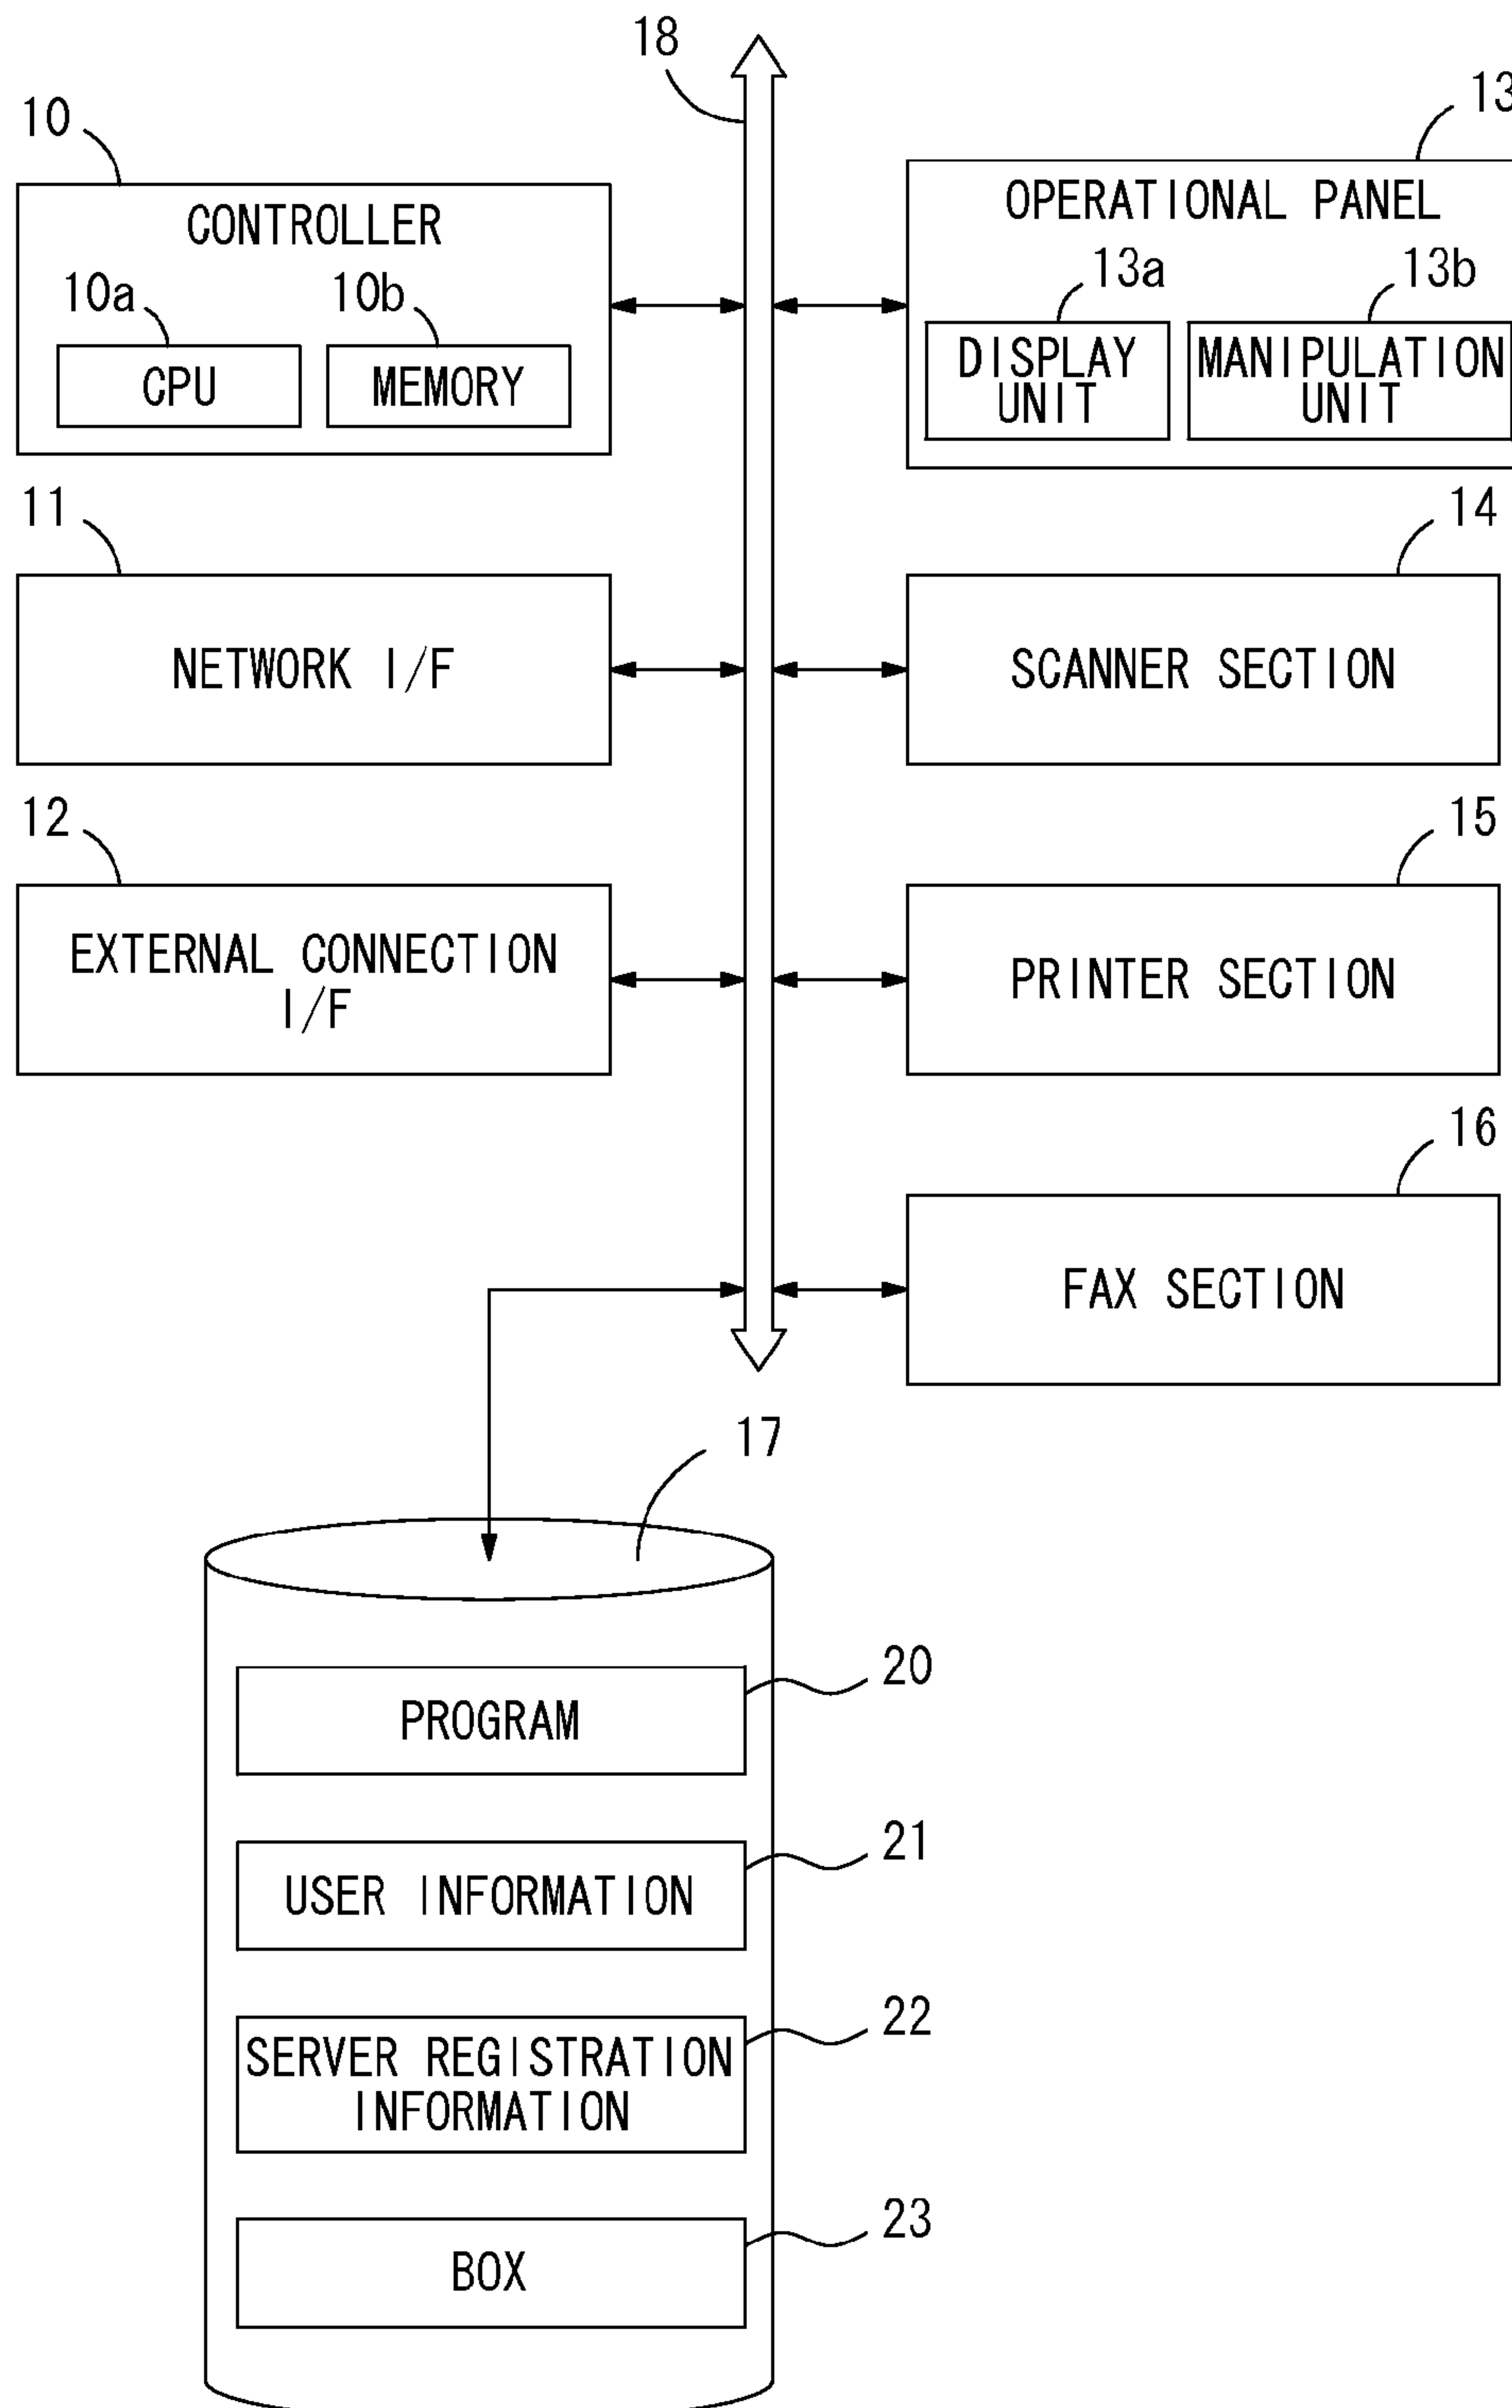 18
10
13
CONTROLLER
OPERATIONAL PANEL
10a
10b
13a
13b
CPU
MEMORY
DISPLAY
UNIT
MANIPULATION
UNIT
11
14
NETWORK I/F
SCANNER SECTION
12
15
EXTERNAL CONNECTION
I/F
PRINTER SECTION
16
FAX SECTION
17
20
PROGRAM
21
USER INFORMATION
22
SERVER REGISTRATION
INFORMATION
23
BOX